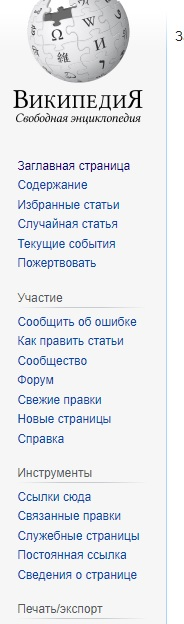 ВикипедиЯ
Свободная энциклопедия
Заглавная страница
Содержание
Избранные статьи
Случайная статья
Текущие события
Пожертвовать
Участие
Сообщить об ошибке
Как править статьи
Сообщество
Форум
Свежие правки
Новые страницы
Справка
Инструменты
Ссылки сюда
Связанные правки
Служебные страницы
Постоянная ссылка
Сведения о странице
Печать/экспорт